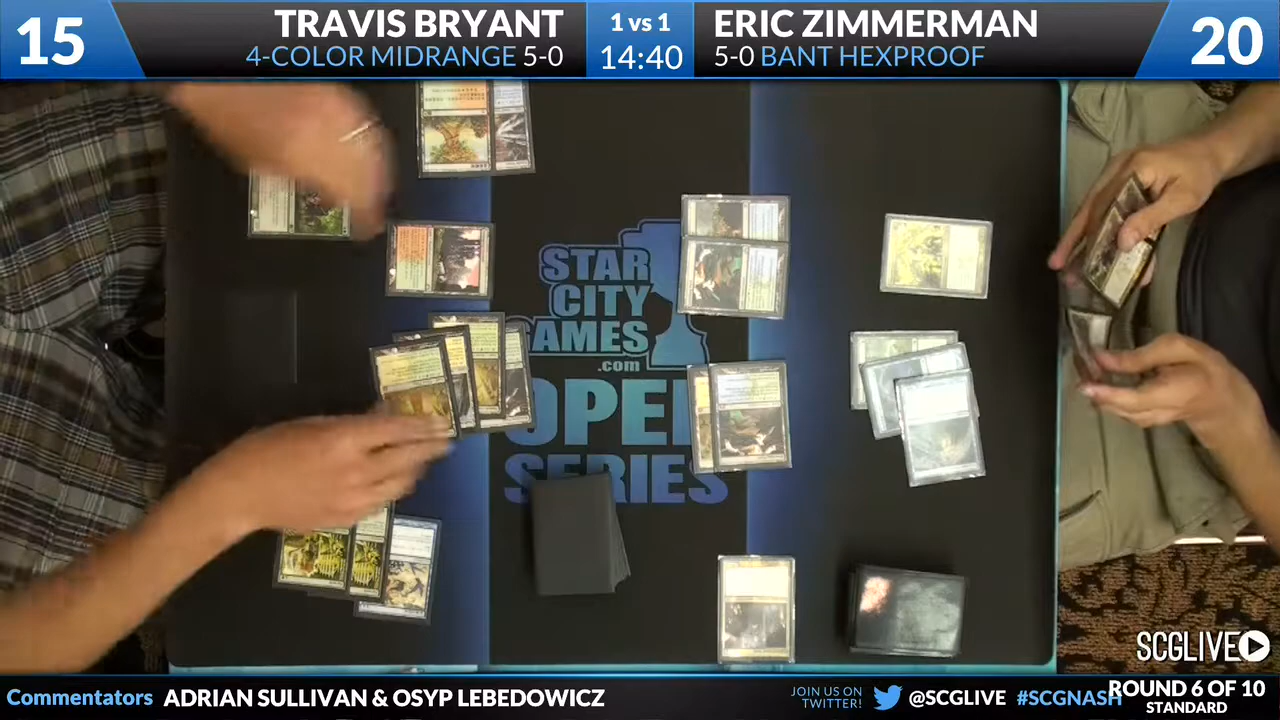 15
TRAVIS BRYANT
4-COLOR MIDRANGE 5-0
1 vs 1
14:40
ERIC ZIMMERMAN
5-0 BANT HEXPROOF
20
STAR
CITY
GAMES
.com
OPEN
SERIES
SCGLIVE
Commentators ADRIAN SULLIVAN & OSYP LEBEDOWICZ
JOIN US ON
TWITTER!
@SCGLIVE #SCGNASH
ROUND 6 OF 10
STANDARD